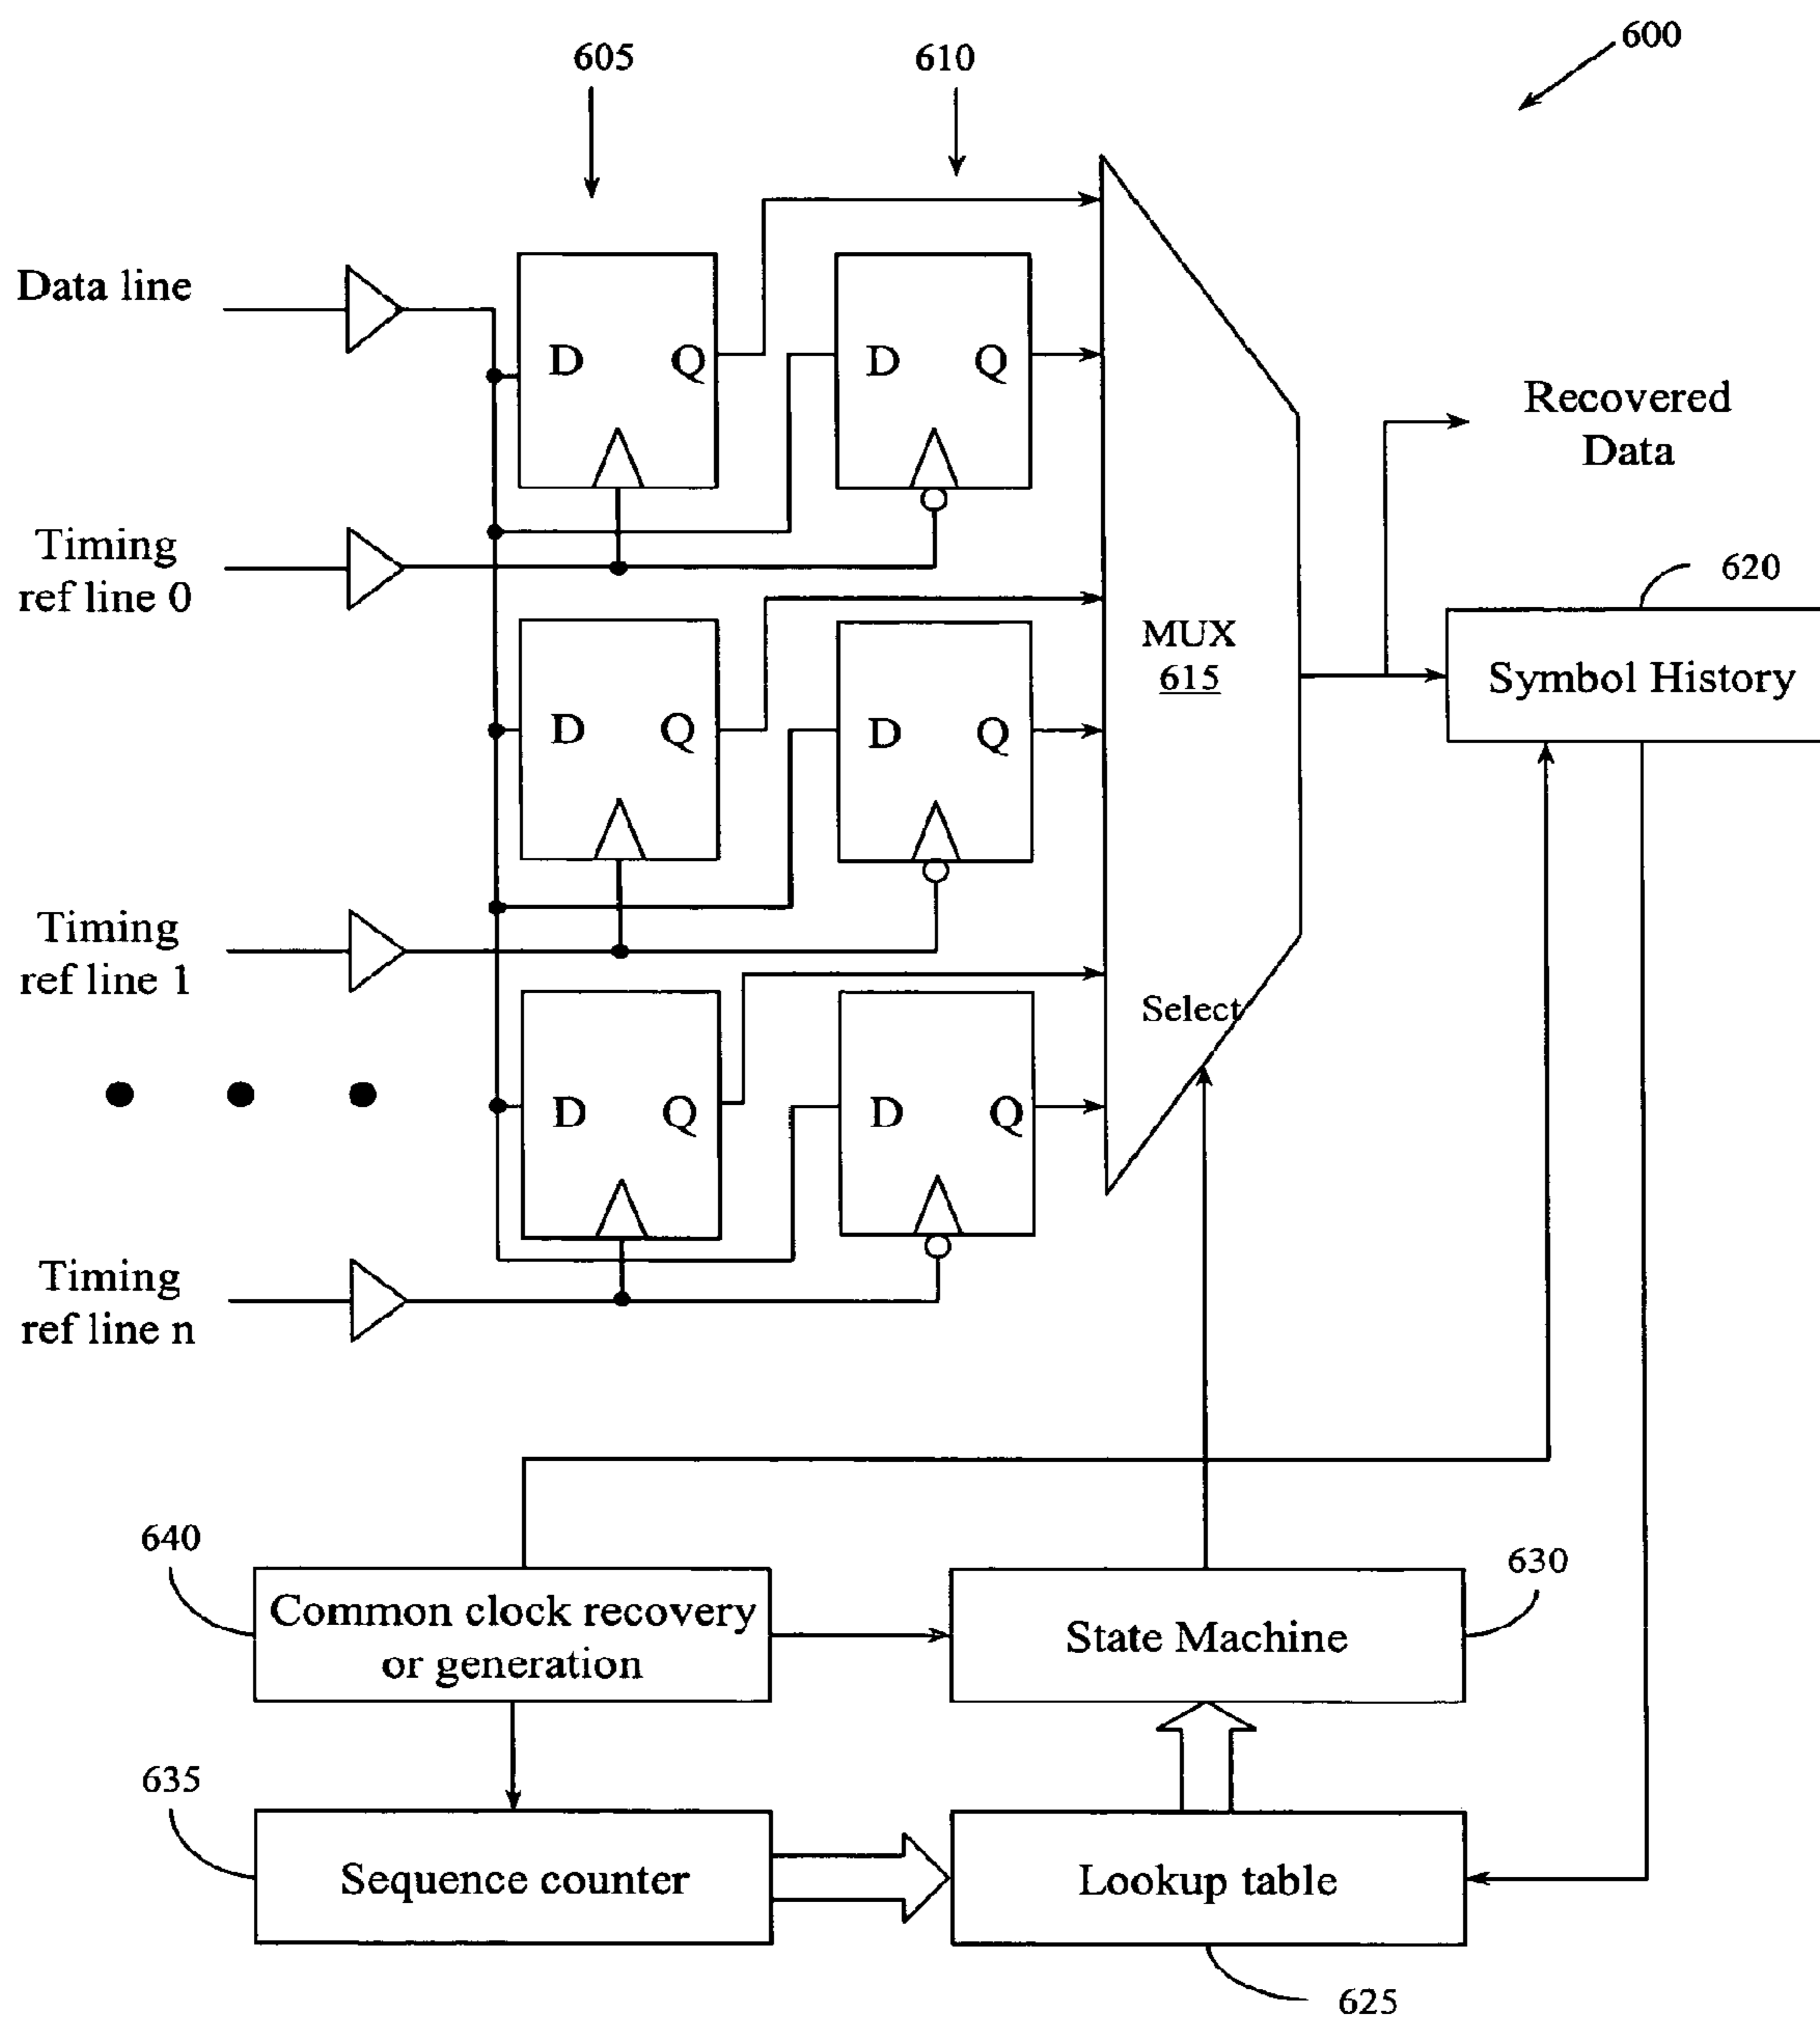 600
605
610
Data line
D Q
D Q
Recovered
Data
Timing
ref line 0
620
MUX
615
Symbol History
D Q
D Q
Timing
ref line 1
Select
D Q
D Q
Timing
ref line n
640
630
Common clock recovery
or generation
State Machine
635
Sequence counter
Lookup table
625